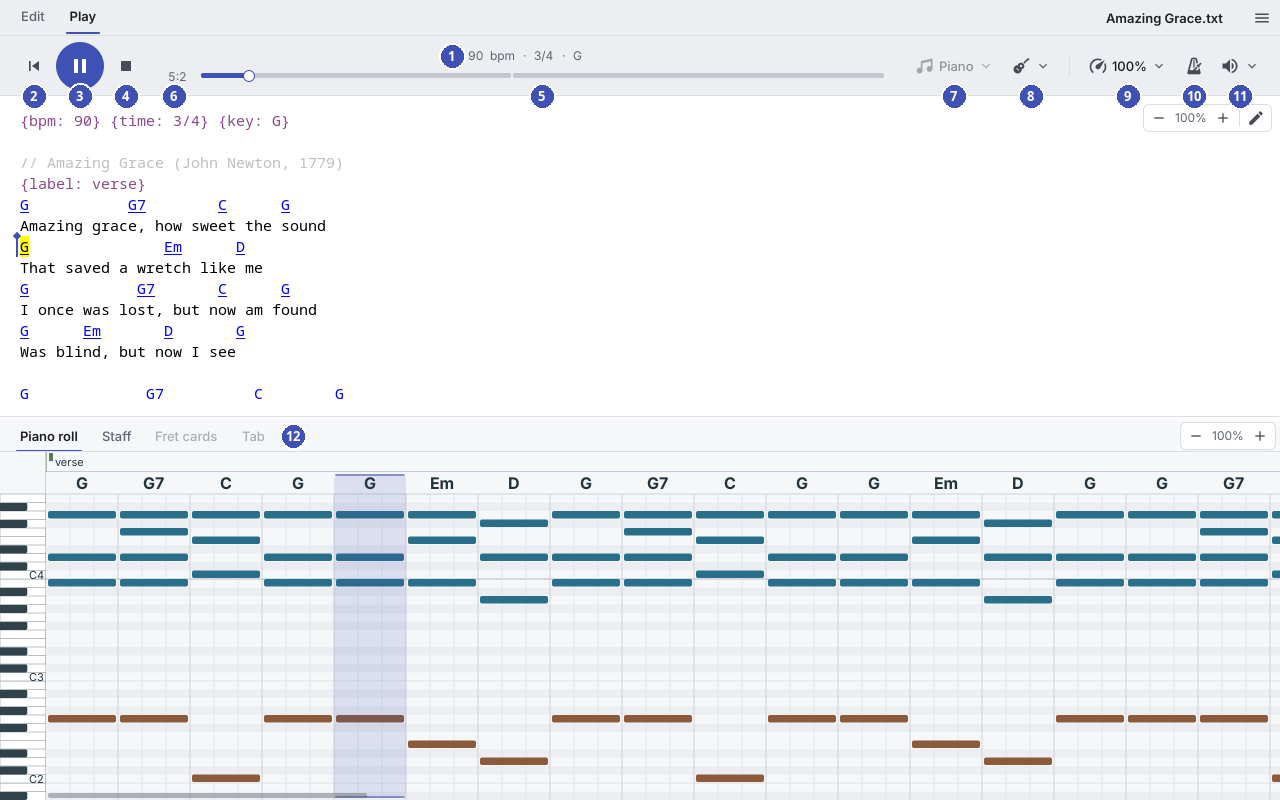 Edit Play Amazing Grace.txt
1 90 bpm · 3/4 · G
5:2 Piano 100%
2 3 4 6 5 7 8 9 10 11
{bpm: 90} {time: 3/4} {key: G} 100%
// Amazing Grace (John Newton, 1779)
{label: verse}
G G7 C G
Amazing grace, how sweet the sound
G Em D
That saved a wretch like me
G G7 C G
I once was lost, but now am found
G Em D G
Was blind, but now I see
G G7 C G
Piano roll Staff Fret cards Tab 12 100%
verse
G G7 C G G Em D G G7 C G G Em D G G G7
C4
C3
C2